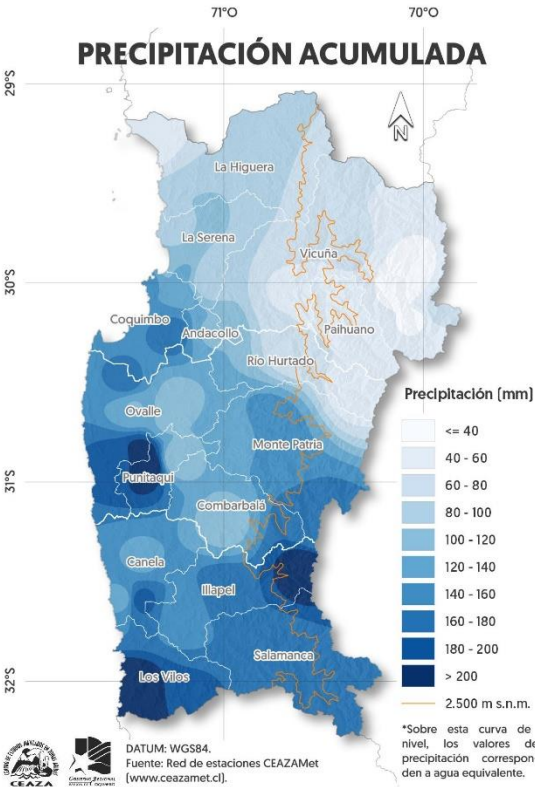 71°O
70°O
PRECIPITACIÓN ACUMULADA
29°S
N
La Higuera
La Serena
Vicuña
30°S
Coquimbo
Andacollo
Paihuano
Río Hurtado
Precipitación (mm)
Ovalle
<= 40
Monte Patria
40 - 60
31°S
Punitaqui
60 - 80
Combarbalá
80 - 100
100 - 120
Canela
120 - 140
Illapel
140 - 160
160 - 180
Salamanca
180 - 200
32°S
Los Vilos
> 200
2.500 m s.n.m.
*Sobre esta curva de
nivel, los valores de
precipitación correspon-
den a agua equivalente.
DATUM: WGS84.
Fuente: Red de estaciones CEAZAMet
(www.ceazamet.cl).
CEAZA